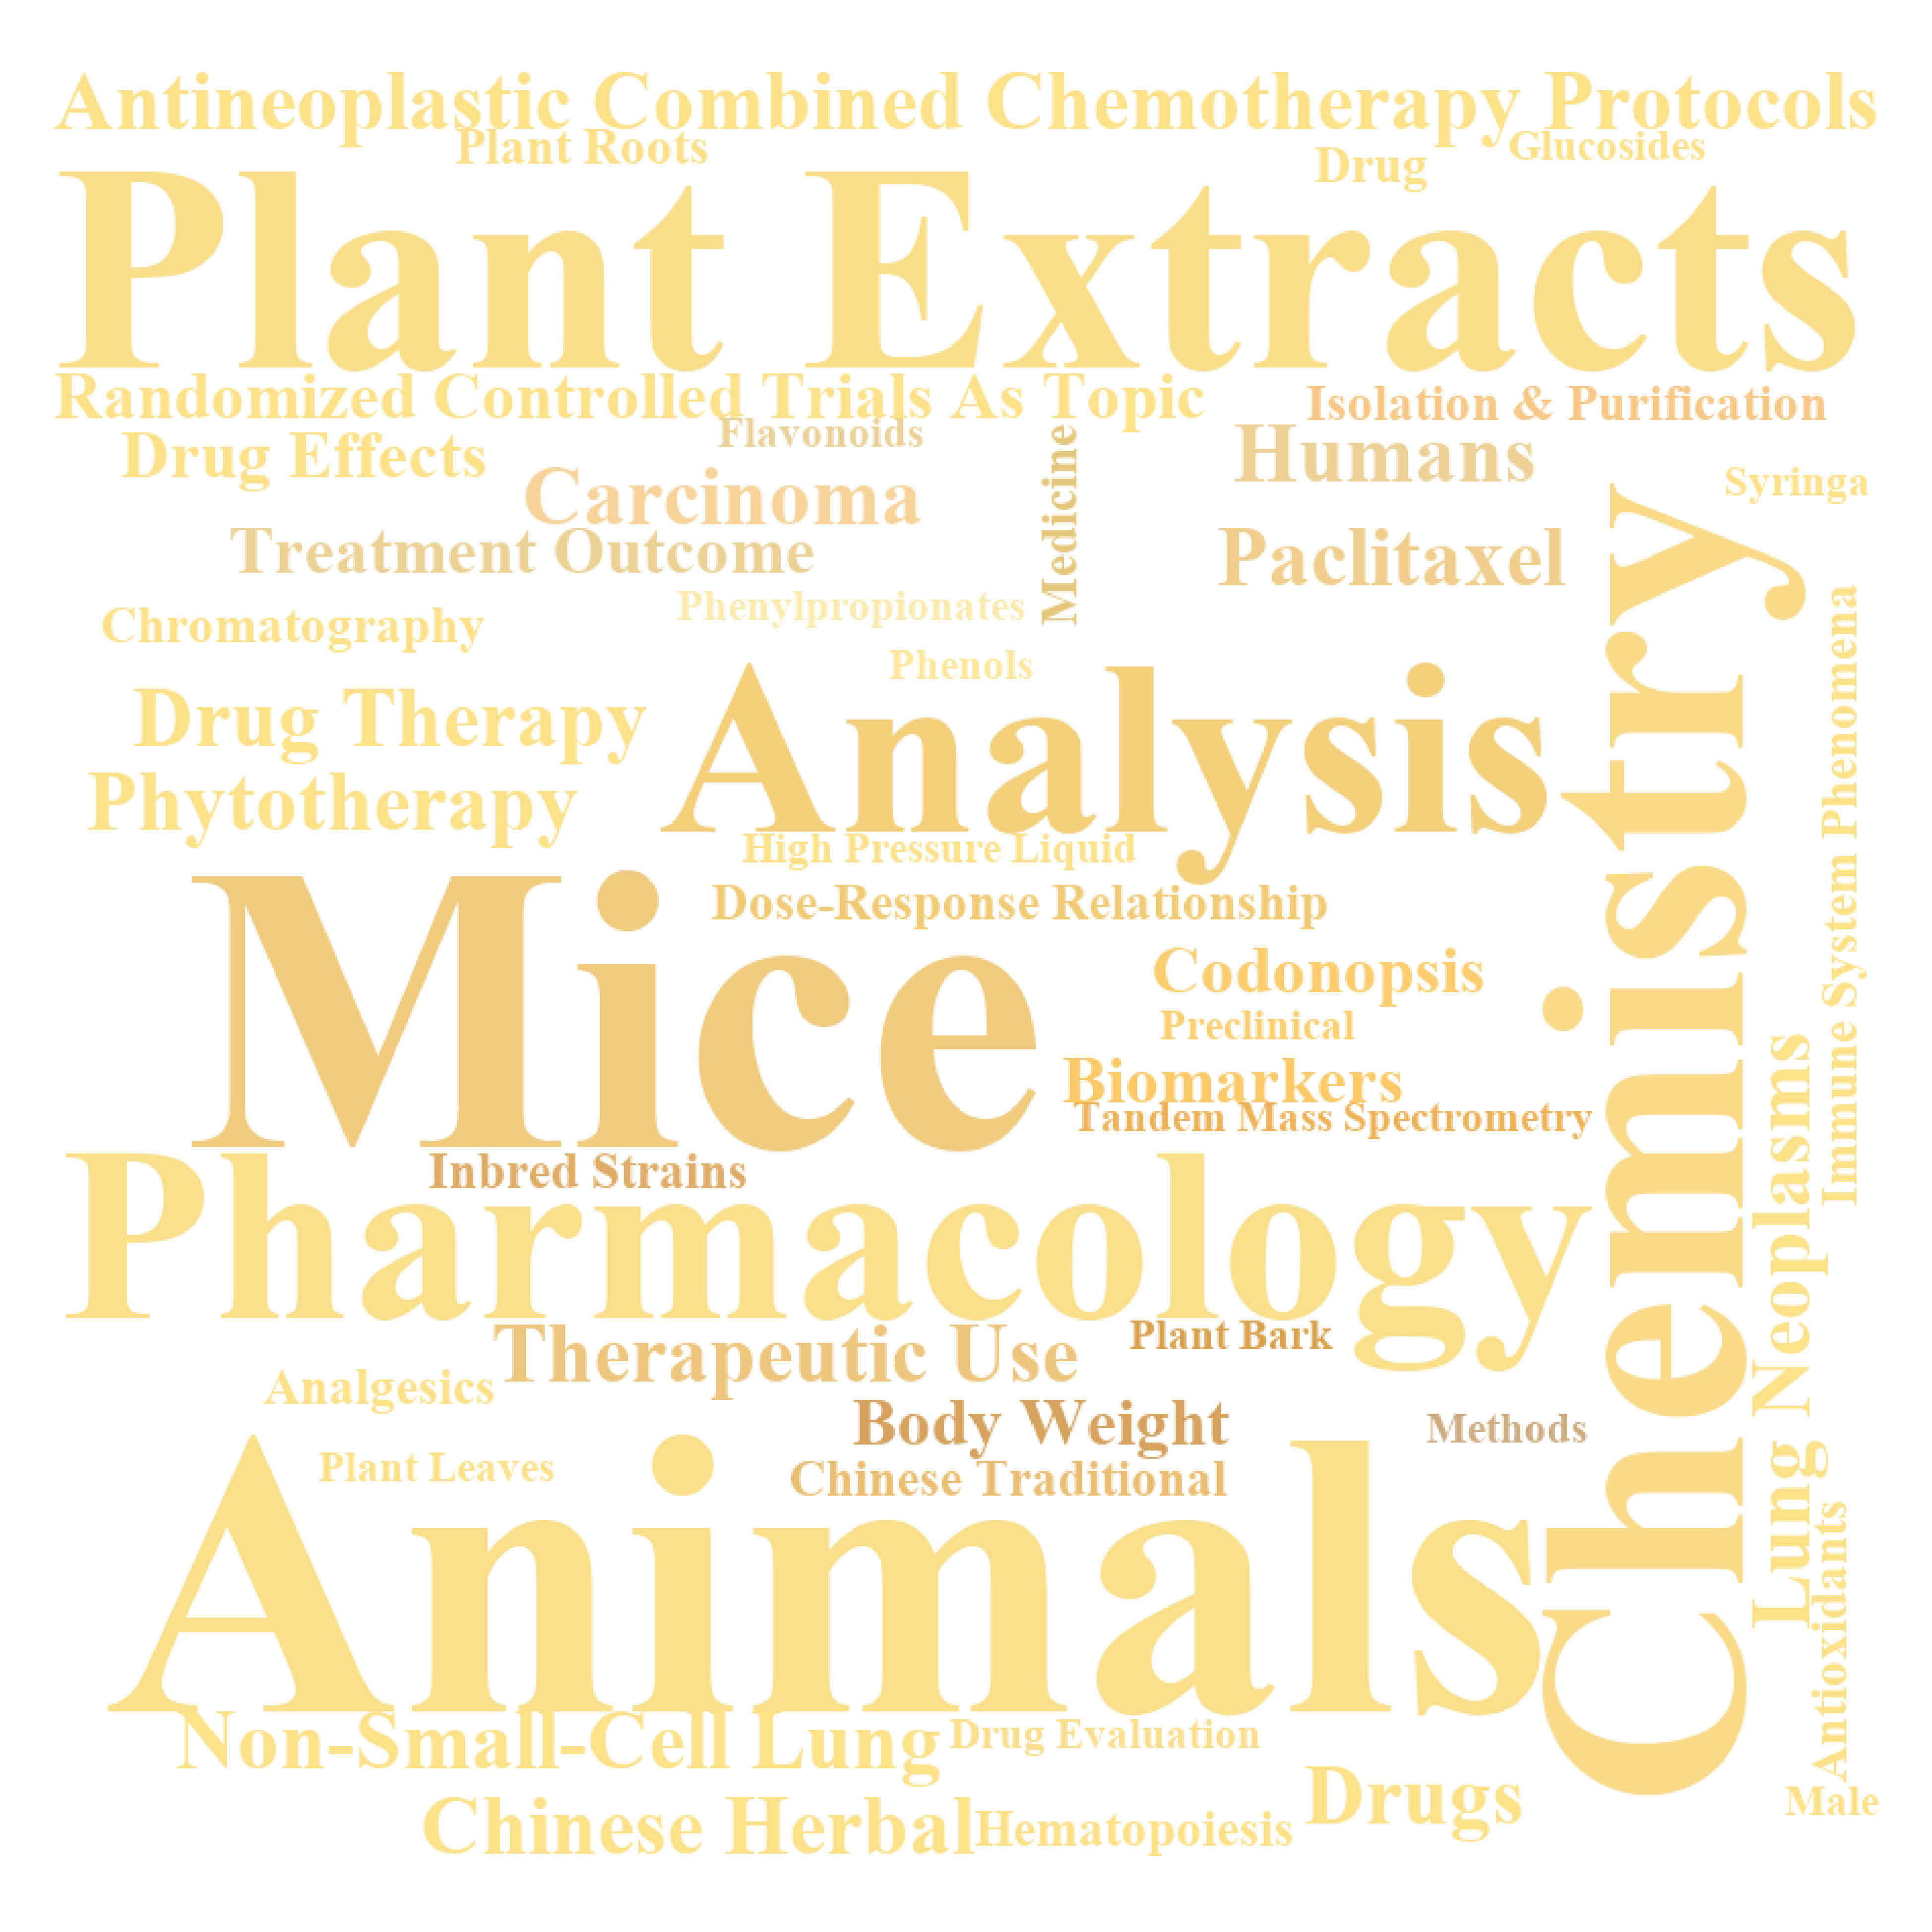 Antineoplastic Combined Chemotherapy Protocols
Plant Roots
Drug
Glucosides
Plant Extracts
Randomized Controlled Trials As Topic
Isolation & Purification
Flavonoids
Medicine
Humans
Drug Effects
Carcinoma
Syringa
Treatment Outcome
Paclitaxel
Phenylpropionates
Chromatography
Phenols
Chemistry
Immune System Phenomena
Drug Therapy
Analysis
Phytotherapy
High Pressure Liquid
Mice
Dose-Response Relationship
Codonopsis
Preclinical
Biomarkers
Tandem Mass Spectrometry
Lung Neoplasms
Inbred Strains
Pharmacology
Therapeutic Use
Plant Bark
Analgesics
Body Weight
Methods
Plant Leaves
Chinese Traditional
Animals
Antioxidants
Non-Small-Cell Lung
Drug Evaluation
Drugs
Male
Chinese Herbal
Hematopoiesis